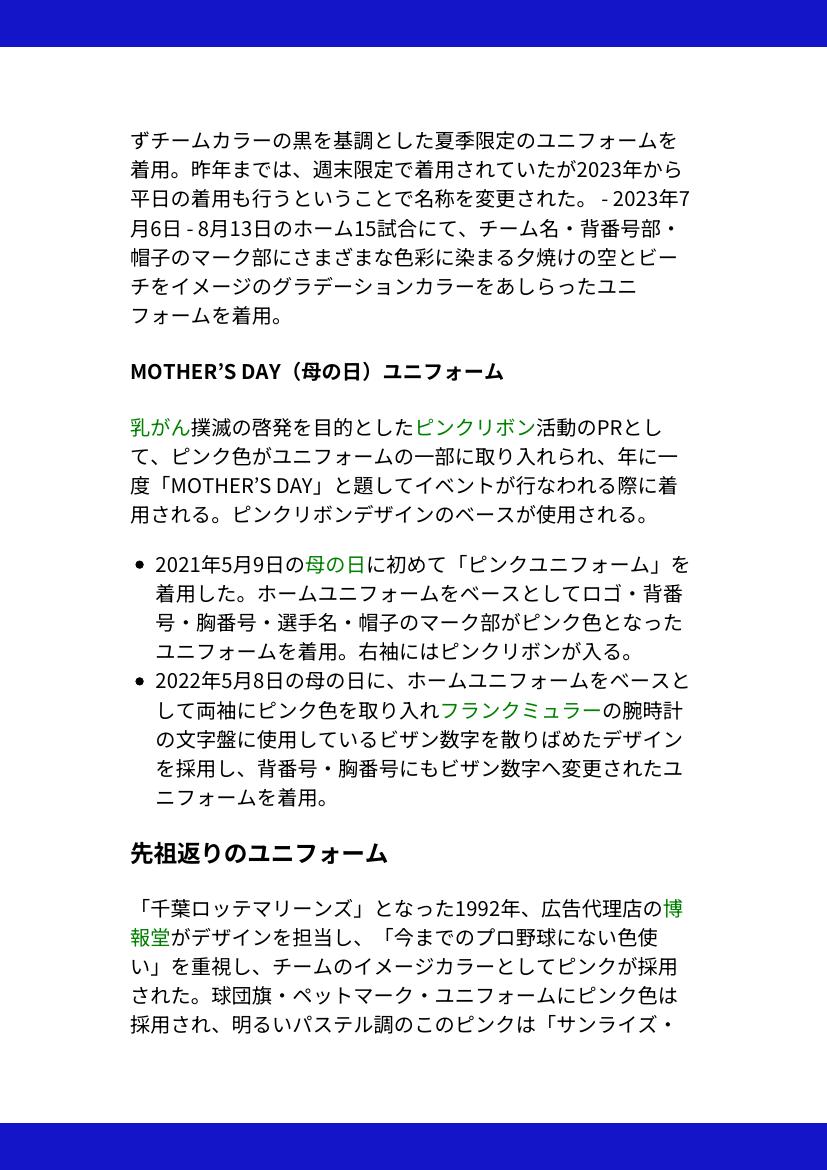 ずチームカラーの黒を基調とした夏季限定のユニフォームを
着用。昨年までは、週末限定で着用されていたが2023年から
平日の着用も行うということで名称を変更された。 - 2023年7
月6日 - 8月13日のホーム15試合にて、チーム名・背番号部・
帽子のマーク部にさまざまな色彩に染まる夕焼けの空とビー
チをイメージのグラデーションカラーをあしらったユニ
フォームを着用。
MOTHER’S DAY（母の日）ユニフォーム
乳がん撲滅の啓発を目的としたピンクリボン活動のPRとし
て、ピンク色がユニフォームの一部に取り入れられ、年に一
度「MOTHER’S DAY」と題してイベントが行なわれる際に着
用される。ピンクリボンデザインのベースが使用される。
• 2021年5月9日の母の日に初めて「ピンクユニフォーム」を
着用した。ホームユニフォームをベースとしてロゴ・背番
号・胸番号・選手名・帽子のマーク部がピンク色となった
ユニフォームを着用。右袖にはピンクリボンが入る。
• 2022年5月8日の母の日に、ホームユニフォームをベースと
して両袖にピンク色を取り入れフランクミュラーの腕時計
の文字盤に使用しているビザン数字を散りばめたデザイン
を採用し、背番号・胸番号にもビザン数字へ変更されたユ
ニフォームを着用。
先祖返りのユニフォーム
「千葉ロッテマリーンズ」となった1992年、広告代理店の博
報堂がデザインを担当し、「今までのプロ野球にない色使
い」を重視し、チームのイメージカラーとしてピンクが採用
された。球団旗・ペットマーク・ユニフォームにピンク色は
採用され、明るいパステル調のこのピンクは「サンライズ・